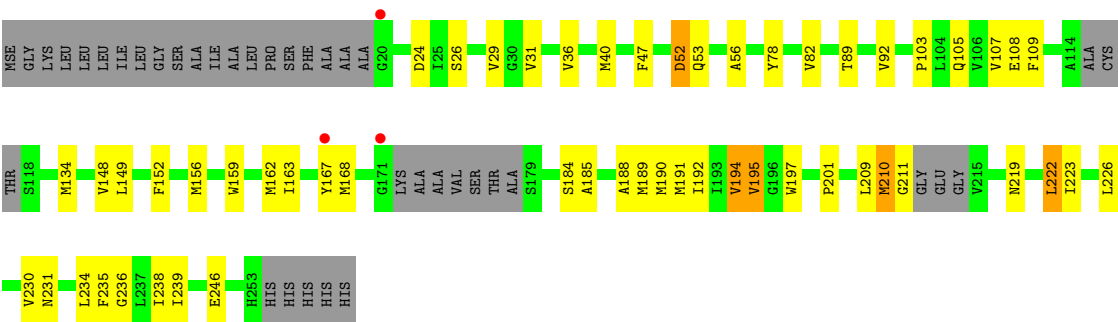 MSE GLY LYS LEU LEU LEU LEU ILE ILE LEU GLY SER ALA ILE ALA LEU PRO SER PHE ALA ALA ALA G20 D24 I25 S26 V29 G30 V31 V36 M40 F47 D52 Q53 A56 Y78 V82 T89 V92 P103 L104 Q105 V106 V107 E108 F109 A114 ALA CYS
THR S118 M134 V148 L149 F152 M156 W159 M162 I163 Y167 M168 G171 LYS ALA ALA VAL SER THR ALA S179 S184 A185 A188 M189 M190 M191 I192 I193 V194 V195 G196 W197 P201 L209 M210 G211 GLY GLU GLY V215 N219 L222 I223 L226
V230 N231 L234 F235 G236 L237 I238 I239 E246 H253 HIS HIS HIS HIS HIS